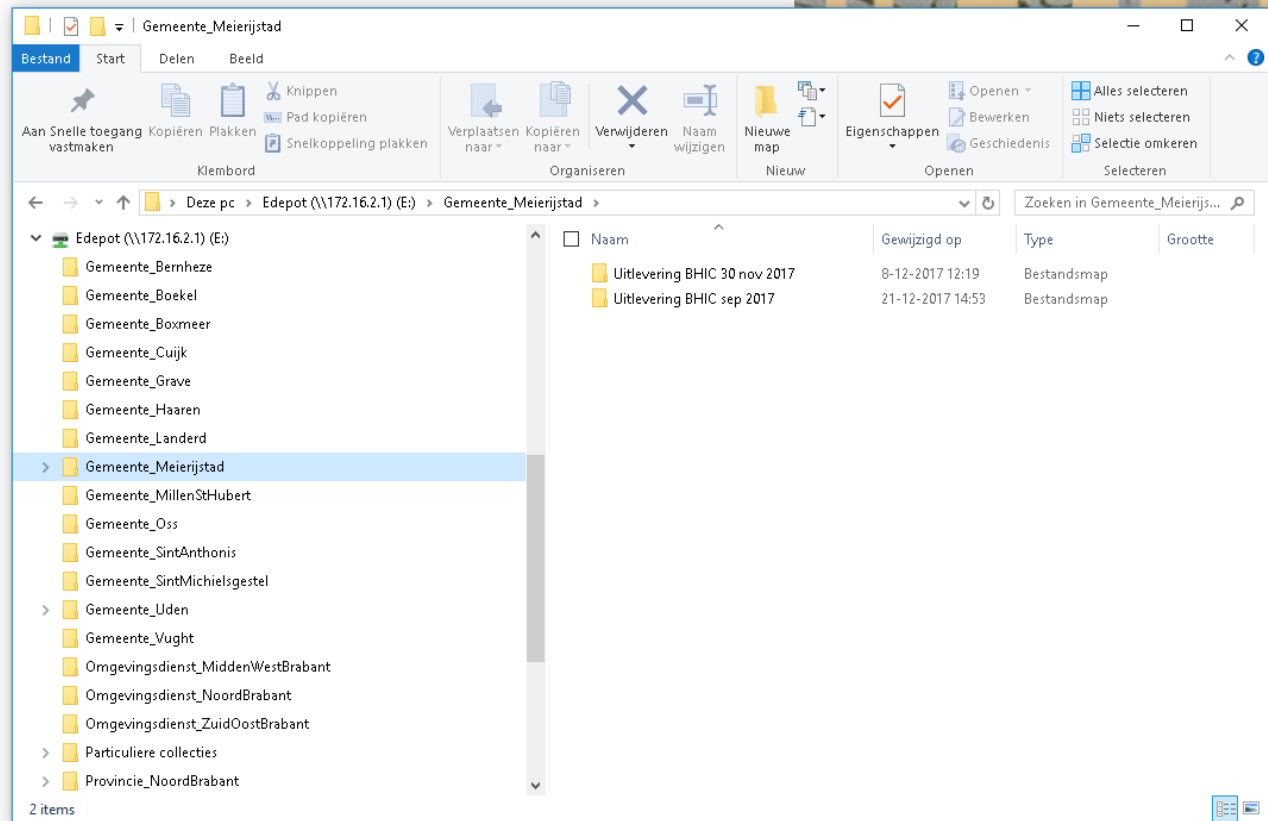 Gemeente_Meierijstad
Bestand Start Delen Beeld
Aan Snelle toegang vastmaken
Kopiëren
Plakken
Knippen
Pad kopiëren
Snelkoppeling plakken
Klembord
Verplaatsen naar
Kopiëren naar
Verwijderen
Naam wijzigen
Organiseren
Nieuwe map
Nieuw
Eigenschappen
Openen
Bewerken
Geschiedenis
Openen
Alles selecteren
Niets selecteren
Selectie omkeren
Selecteren
Deze pc > Edepot (\\172.16.2.1) (E:) > Gemeente_Meierijstad >
Zoeken in Gemeente_Meierijs...
Edepot (\\172.16.2.1) (E:)
Gemeente_Bernheze
Gemeente_Boekel
Gemeente_Boxmeer
Gemeente_Cuijk
Gemeente_Grave
Gemeente_Haaren
Gemeente_Landerd
Gemeente_Meierijstad
Gemeente_MillenStHubert
Gemeente_Oss
Gemeente_SintAnthonis
Gemeente_SintMichielsgestel
Gemeente_Uden
Gemeente_Vught
Omgevingsdienst_MiddenWestBrabant
Omgevingsdienst_NoordBrabant
Omgevingsdienst_ZuidOostBrabant
Particuliere collecties
Provincie_NoordBrabant
Naam Gewijzigd op Type Grootte
Uitlevering BHIC 30 nov 2017 8-12-2017 12:19 Bestandsmap
Uitlevering BHIC sep 2017 21-12-2017 14:53 Bestandsmap
2 items